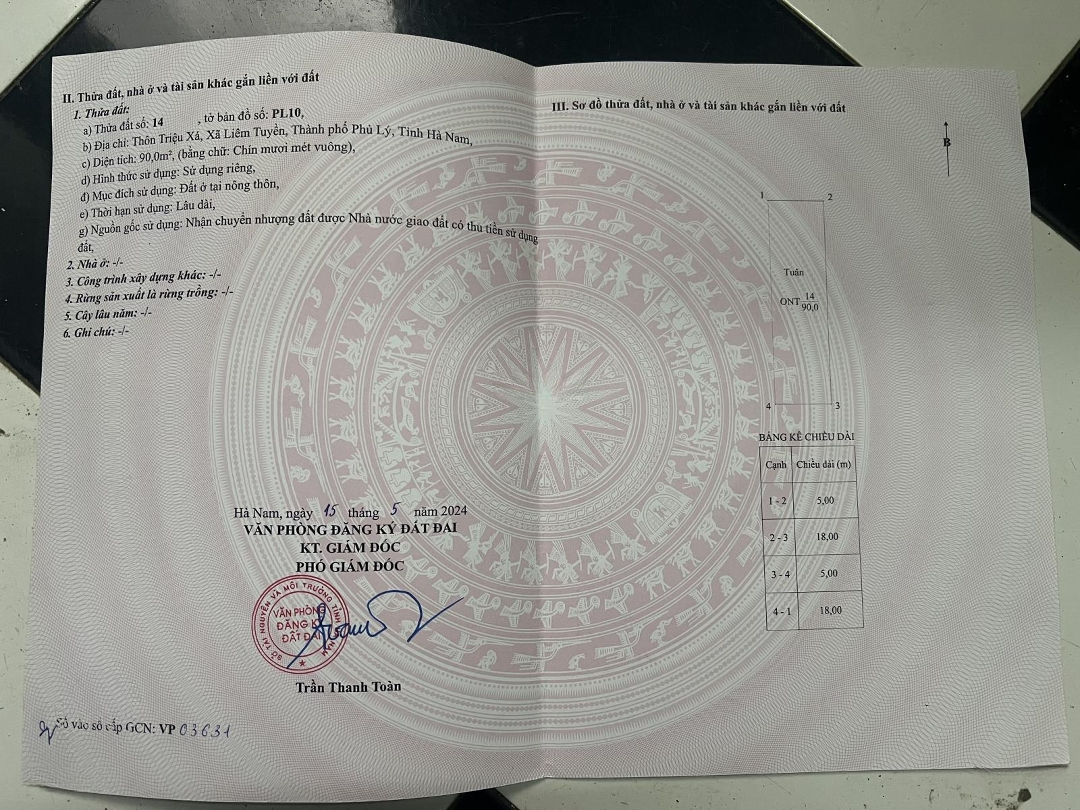 II. Thửa đất, nhà ở và tài sản khác gắn liền với đất
1. Thửa đất:
a) Thửa đất số: 14 , tờ bản đồ số: PL10,
b) Địa chỉ: Thôn Triệu Xá, Xã Liêm Tuyền, Thành phố Phủ Lý, Tỉnh Hà Nam,
c) Diện tích: 90,0m², (bằng chữ: Chín mươi mét vuông),
d) Hình thức sử dụng: Sử dụng riêng,
đ) Mục đích sử dụng: Đất ở tại nông thôn,
e) Thời hạn sử dụng: Lâu dài,
g) Nguồn gốc sử dụng: Nhận chuyển nhượng đất được Nhà nước giao đất có thu tiền sử dụng
đất,
2. Nhà ở: -/-
3. Công trình xây dựng khác: -/-
4. Rừng sản xuất là rừng trồng: -/-
5. Cây lâu năm: -/-
6. Ghi chú: -/-
Hà Nam, ngày 15 tháng 5 năm 2024
VĂN PHÒNG ĐĂNG KÝ ĐẤT ĐAI
KT. GIÁM ĐỐC
PHÓ GIÁM ĐỐC
SỞ TÀI NGUYÊN VÀ MÔI TRƯỜNG TỈNH HÀ NAM
VĂN PHÒNG
ĐĂNG KÝ
ĐẤT ĐAI
Trần Thanh Toàn
Số vào sổ cấp GCN: VP 03631
III. Sơ đồ thửa đất, nhà ở và tài sản khác gắn liền với đất
B
1
2
Tuấn
ONT 14
90,0
4
3
BẢNG KÊ CHIỀU DÀI
Cạnh Chiều dài (m)
1 - 2 5,00
2 - 3 18,00
3 - 4 5,00
4 - 1 18,00